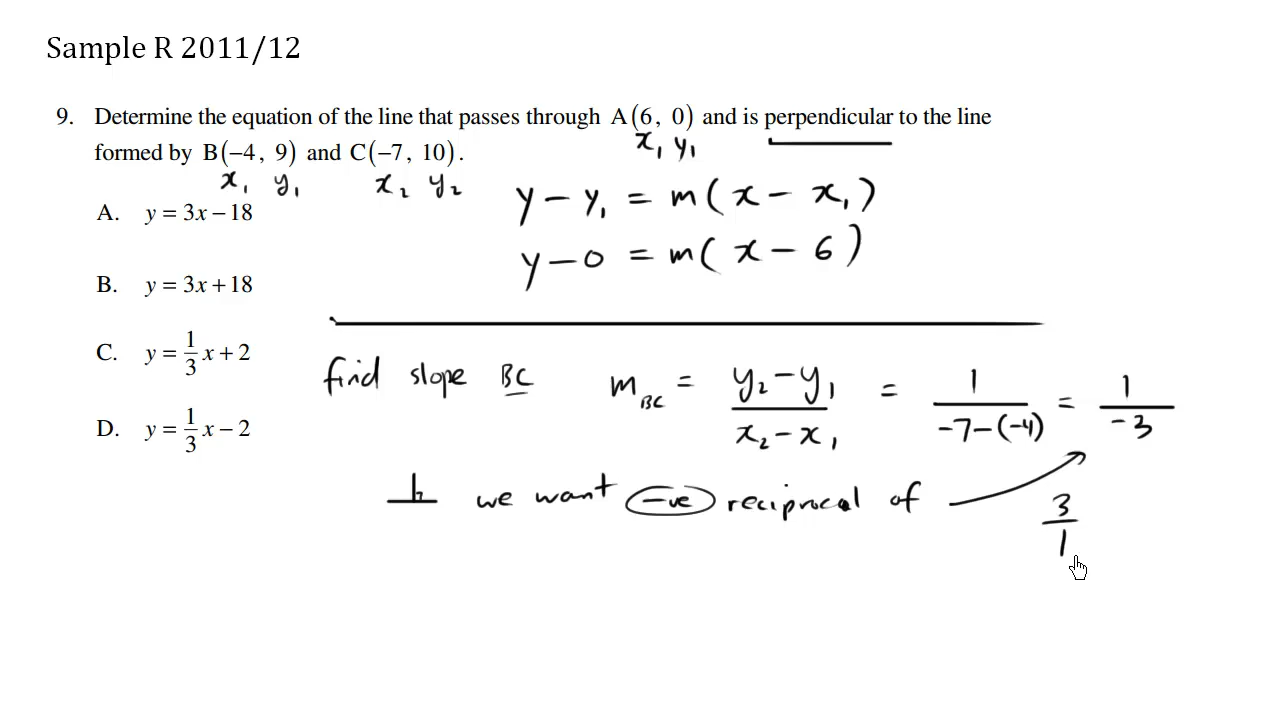 Sample R 2011/12
9. Determine the equation of the line that passes through A(6, 0) and is perpendicular to the line
x₁ y₁
formed by B(−4, 9) and C(−7, 10).
x₁ y₁ x₂ y₂
y − y₁ = m(x − x₁)
A. y = 3x − 18
y − 0 = m(x − 6)
B. y = 3x + 18
C. y = 1/3 x + 2
find slope BC m_BC = (y₂ − y₁)/(x₂ − x₁) = 1/(−7−(−4)) = 1/−3
D. y = 1/3 x − 2
⊥ we want −ve reciprocal of
3/1